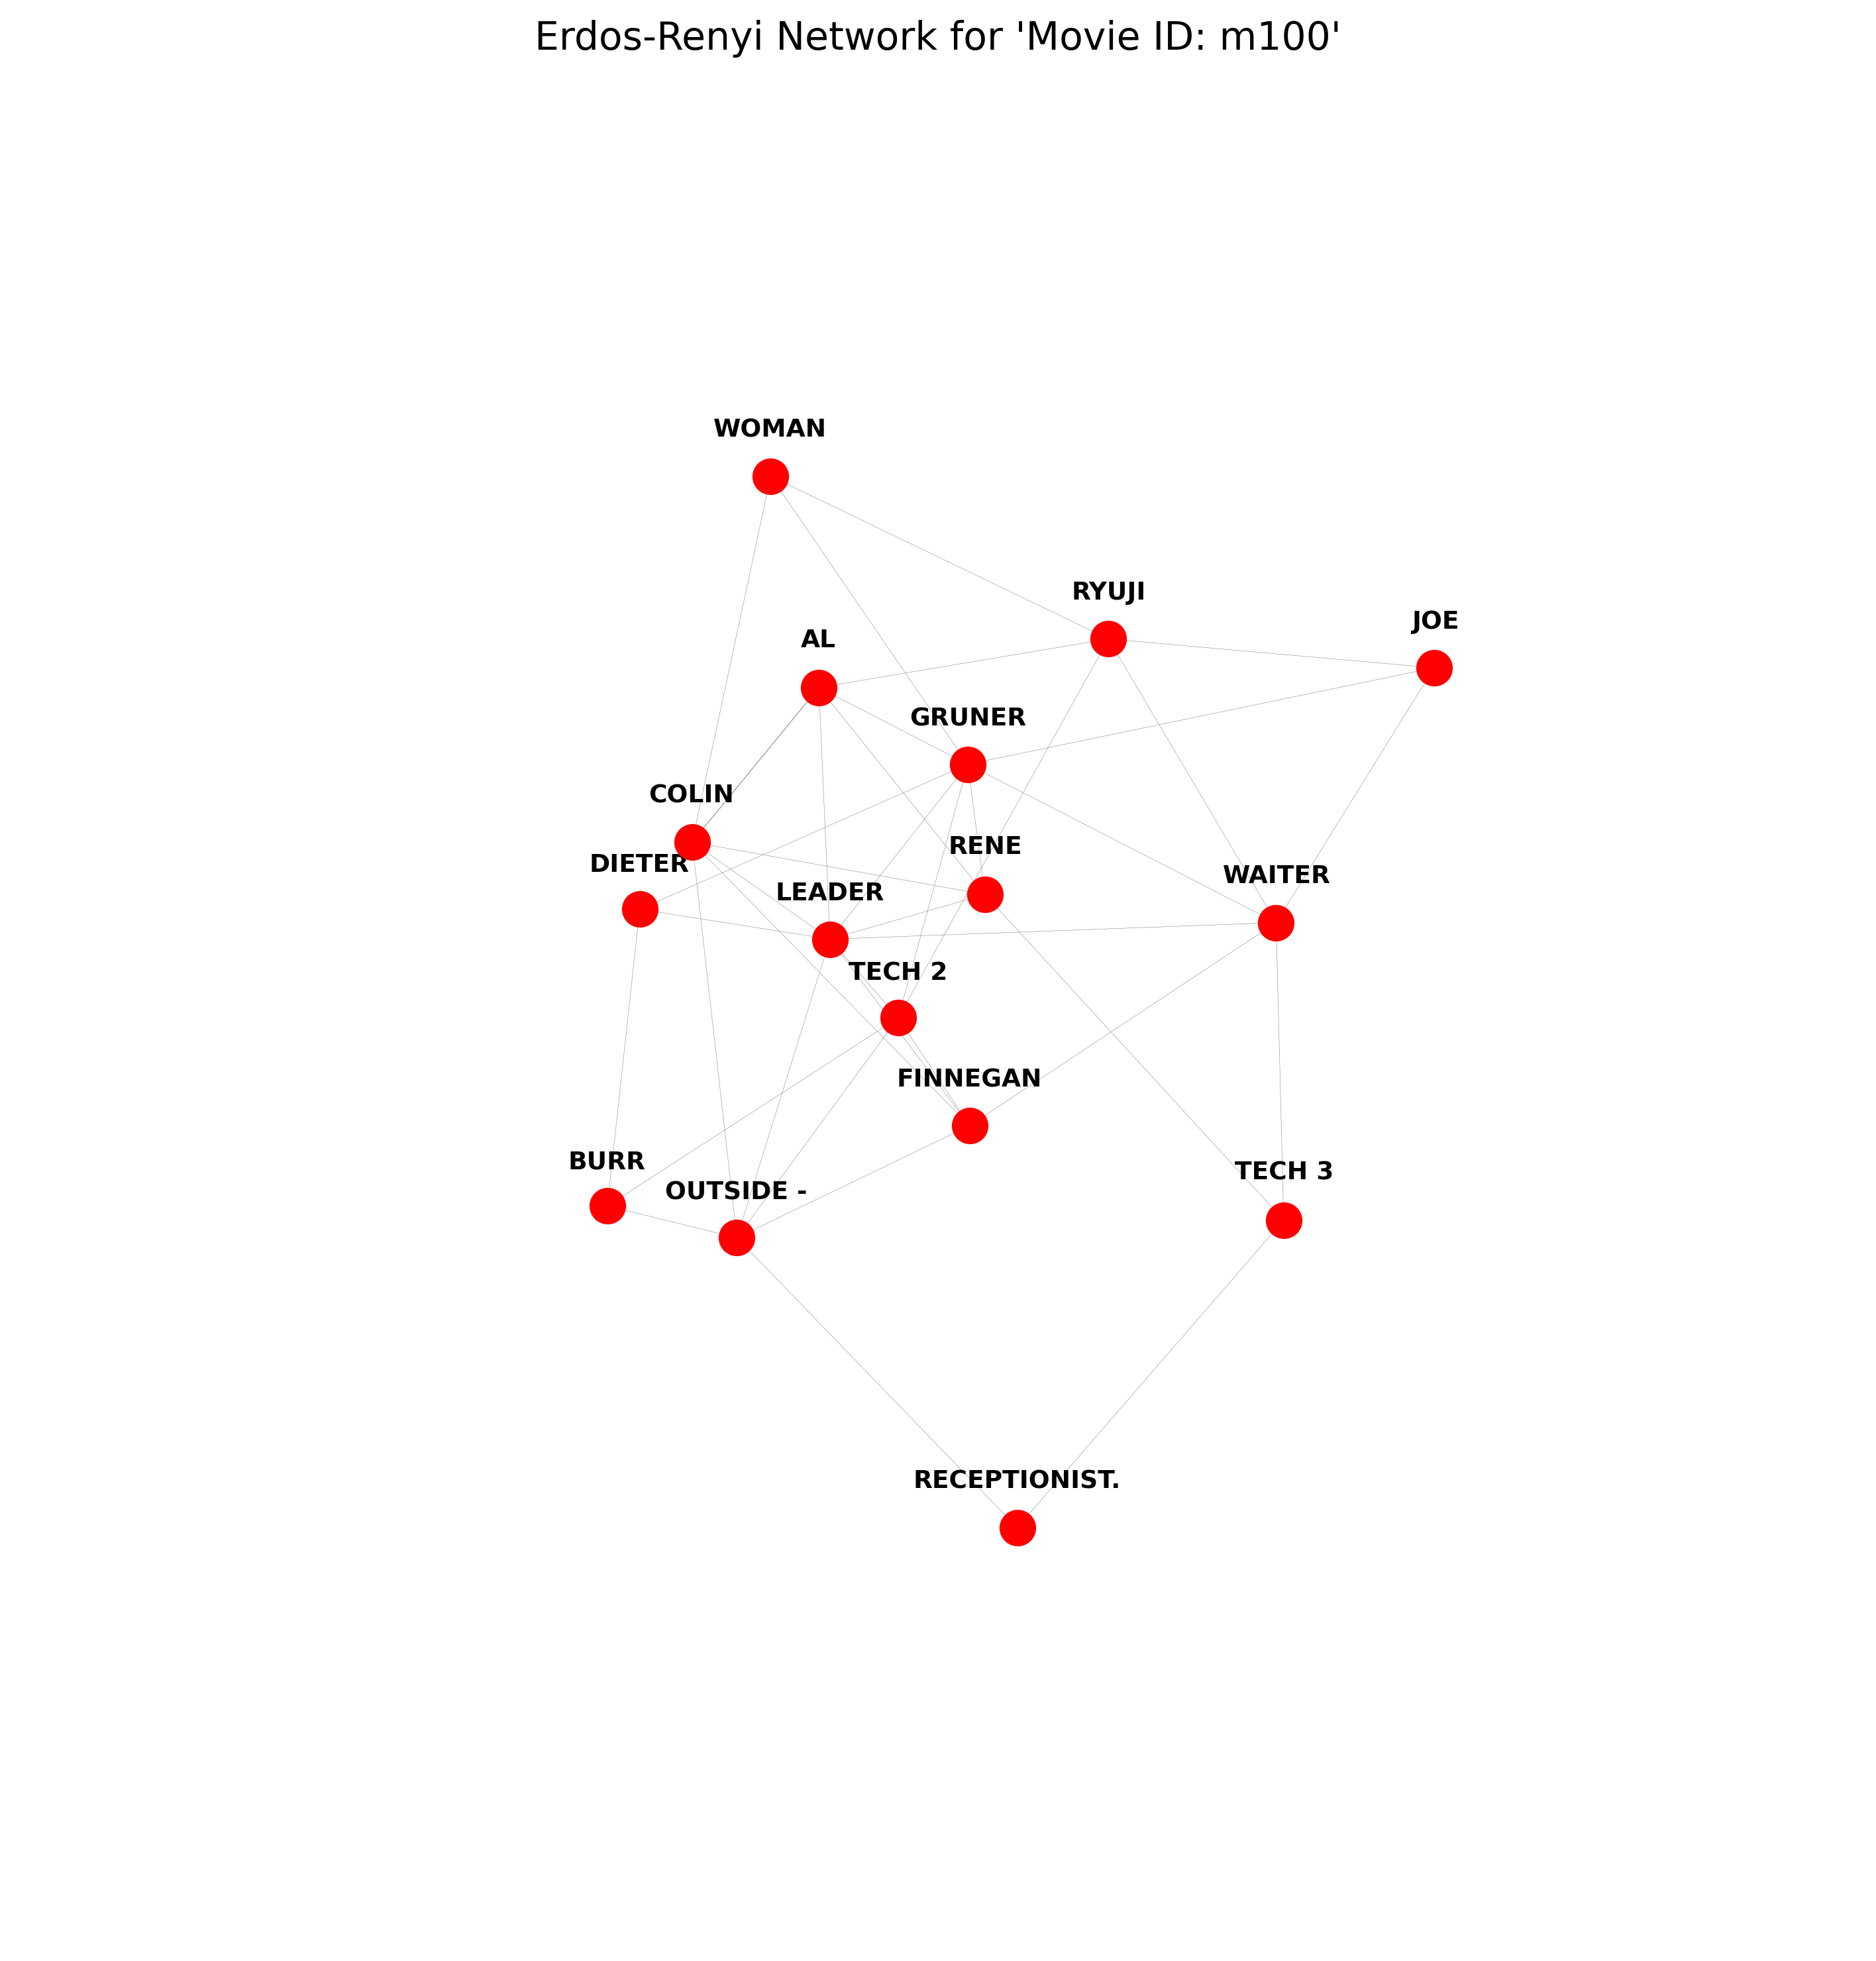 Erdos-Renyi Network for 'Movie ID: m100'
WOMAN
RYUJI
JOE
AL
GRUNER
COLIN
RENE
DIETER
WAITER
LEADER
TECH 2
FINNEGAN
BURR
TECH 3
OUTSIDE -
RECEPTIONIST.